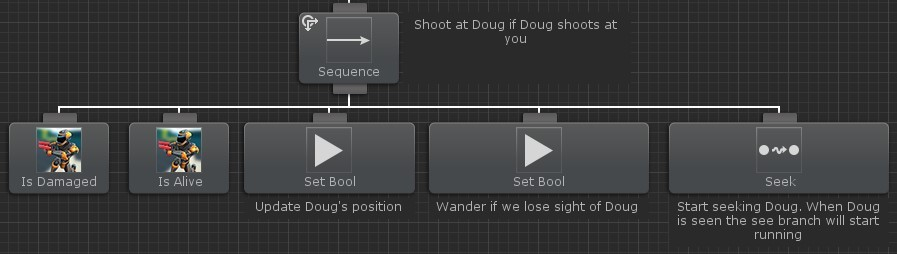 Shoot at Doug if Doug shoots at
you
Sequence
Is Damaged
Is Alive
Set Bool
Set Bool
Seek
Update Doug's position
Wander if we lose sight of Doug
Start seeking Doug. When Doug
is seen the see branch will start
running